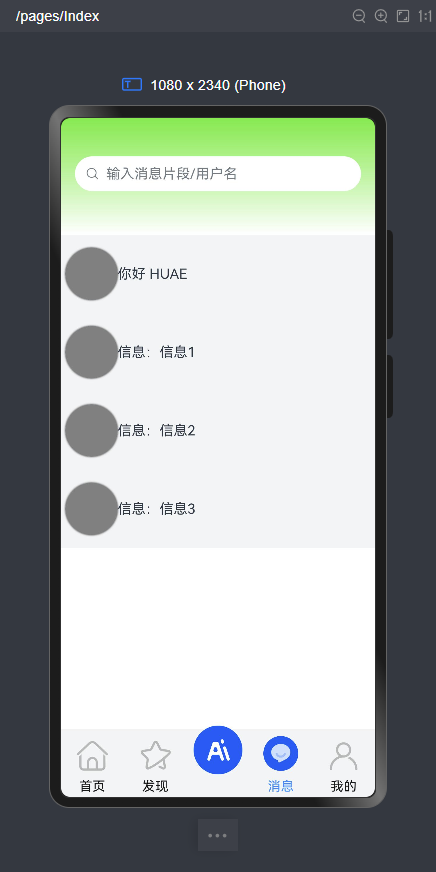 /pages/Index
1:1
1080 x 2340 (Phone)
输入消息片段/用户名
你好 HUAE
信息：信息1
信息：信息2
信息：信息3
Ai
首页
发现
消息
我的